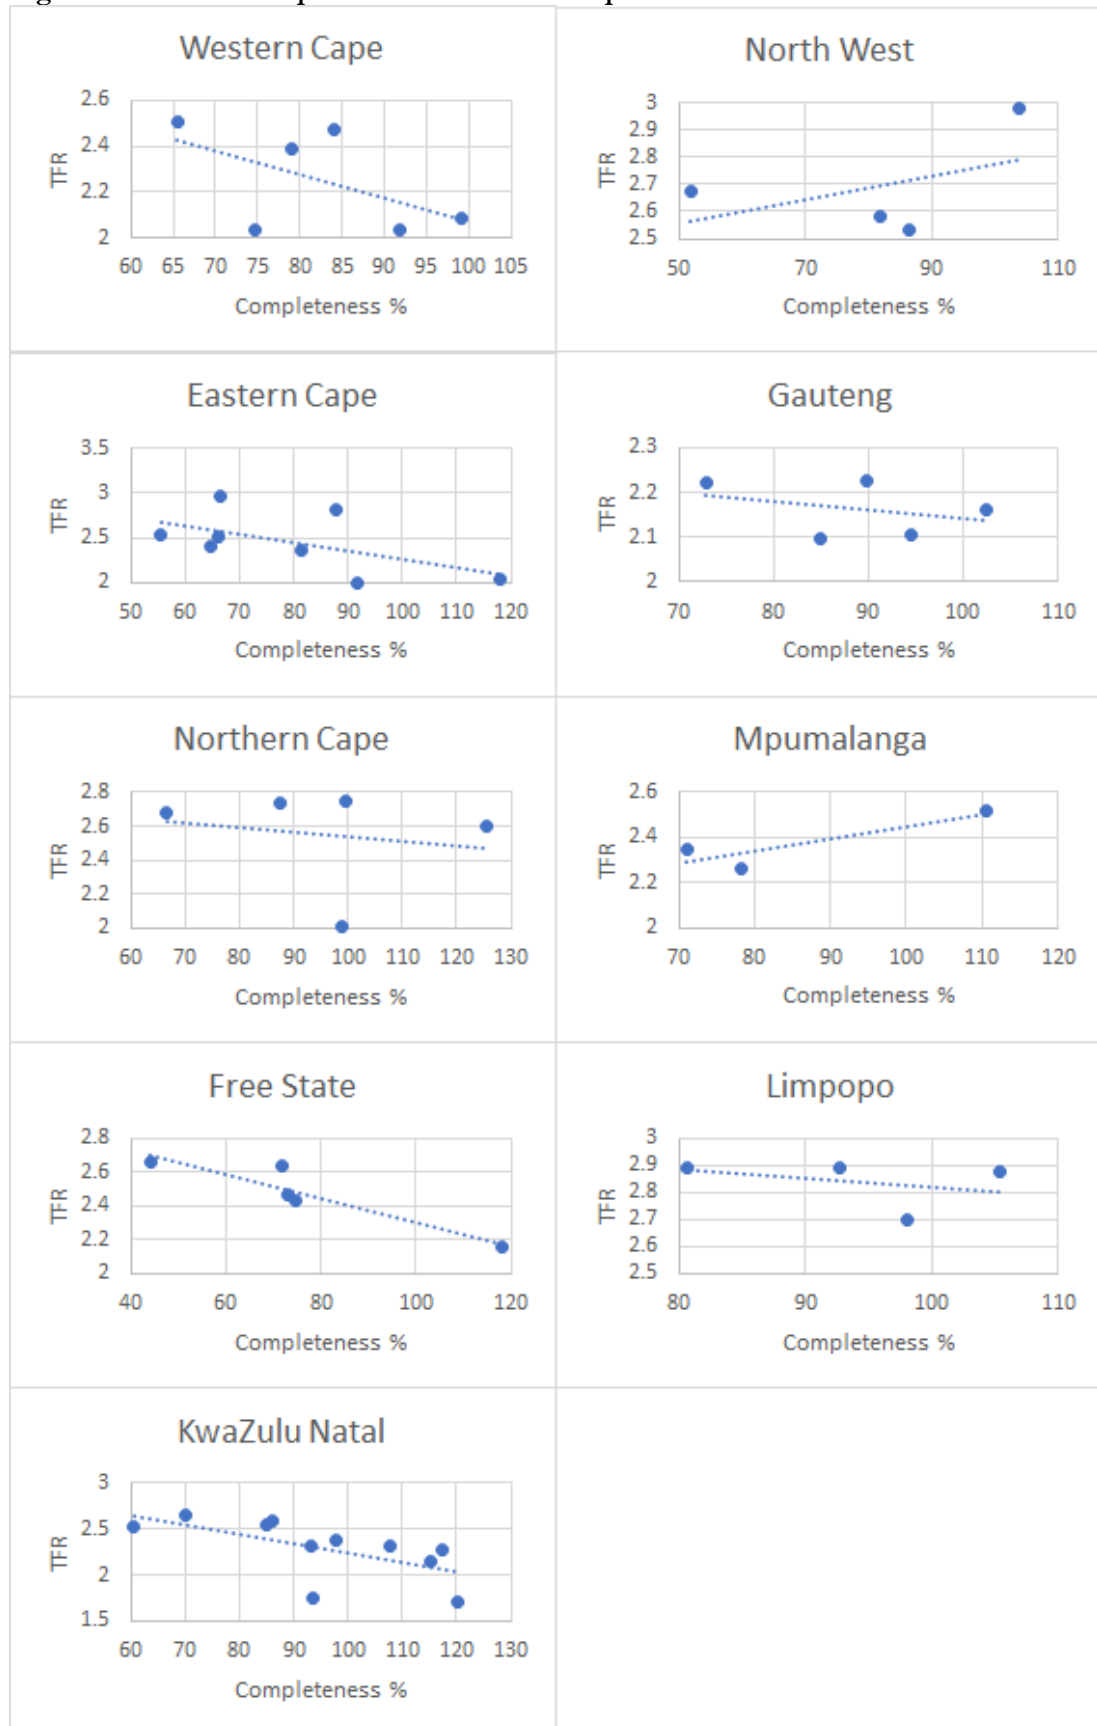 Western Cape
2.6
2.4
2.2
2
TFR
60 65 70 75 80 85 90 95 100 105
Completeness %
North West
3
2.9
2.8
2.7
2.6
2.5
TFR
50 70 90 110
Completeness %
Eastern Cape
3.5
3
2.5
2
TFR
50 60 70 80 90 100 110 120
Completeness %
Gauteng
2.3
2.2
2.1
2
TFR
70 80 90 100 110
Completeness %
Northern Cape
2.8
2.6
2.4
2.2
2
TFR
60 70 80 90 100 110 120 130
Completeness %
Mpumalanga
2.6
2.4
2.2
2
TFR
70 80 90 100 110 120
Completeness %
Free State
2.8
2.6
2.4
2.2
2
TFR
40 60 80 100 120
Completeness %
Limpopo
3
2.9
2.8
2.7
2.6
2.5
TFR
80 90 100 110
Completeness %
KwaZulu Natal
3
2.5
2
1.5
TFR
60 70 80 90 100 110 120 130
Completeness %